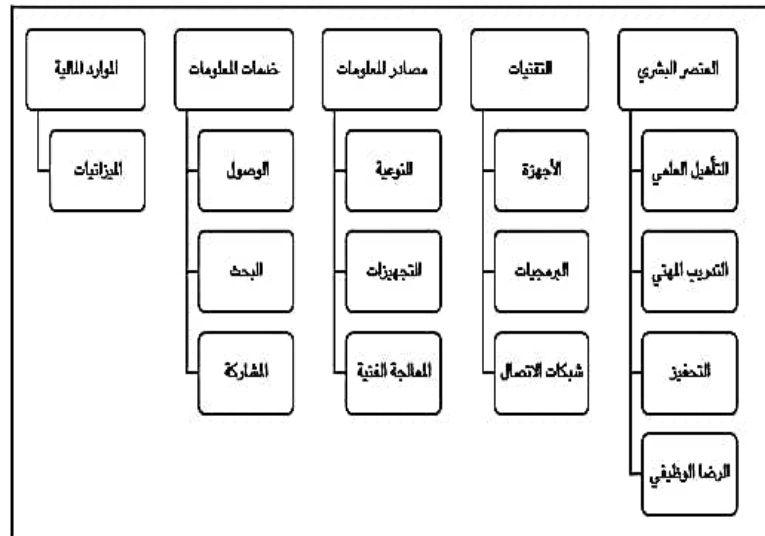 العنصر البشري
التأهيل العلمي
التدريب المهني
التحفيز
الرضا الوظيفي
التقنيات
الأجهزة
البرمجيات
شبكات الاتصال
مصادر المعلومات
النوعية
التجهيزات
المعالجة الفنية
خدمات المعلومات
الوصول
البحث
المشاركة
الموارد المالية
الميزانيات